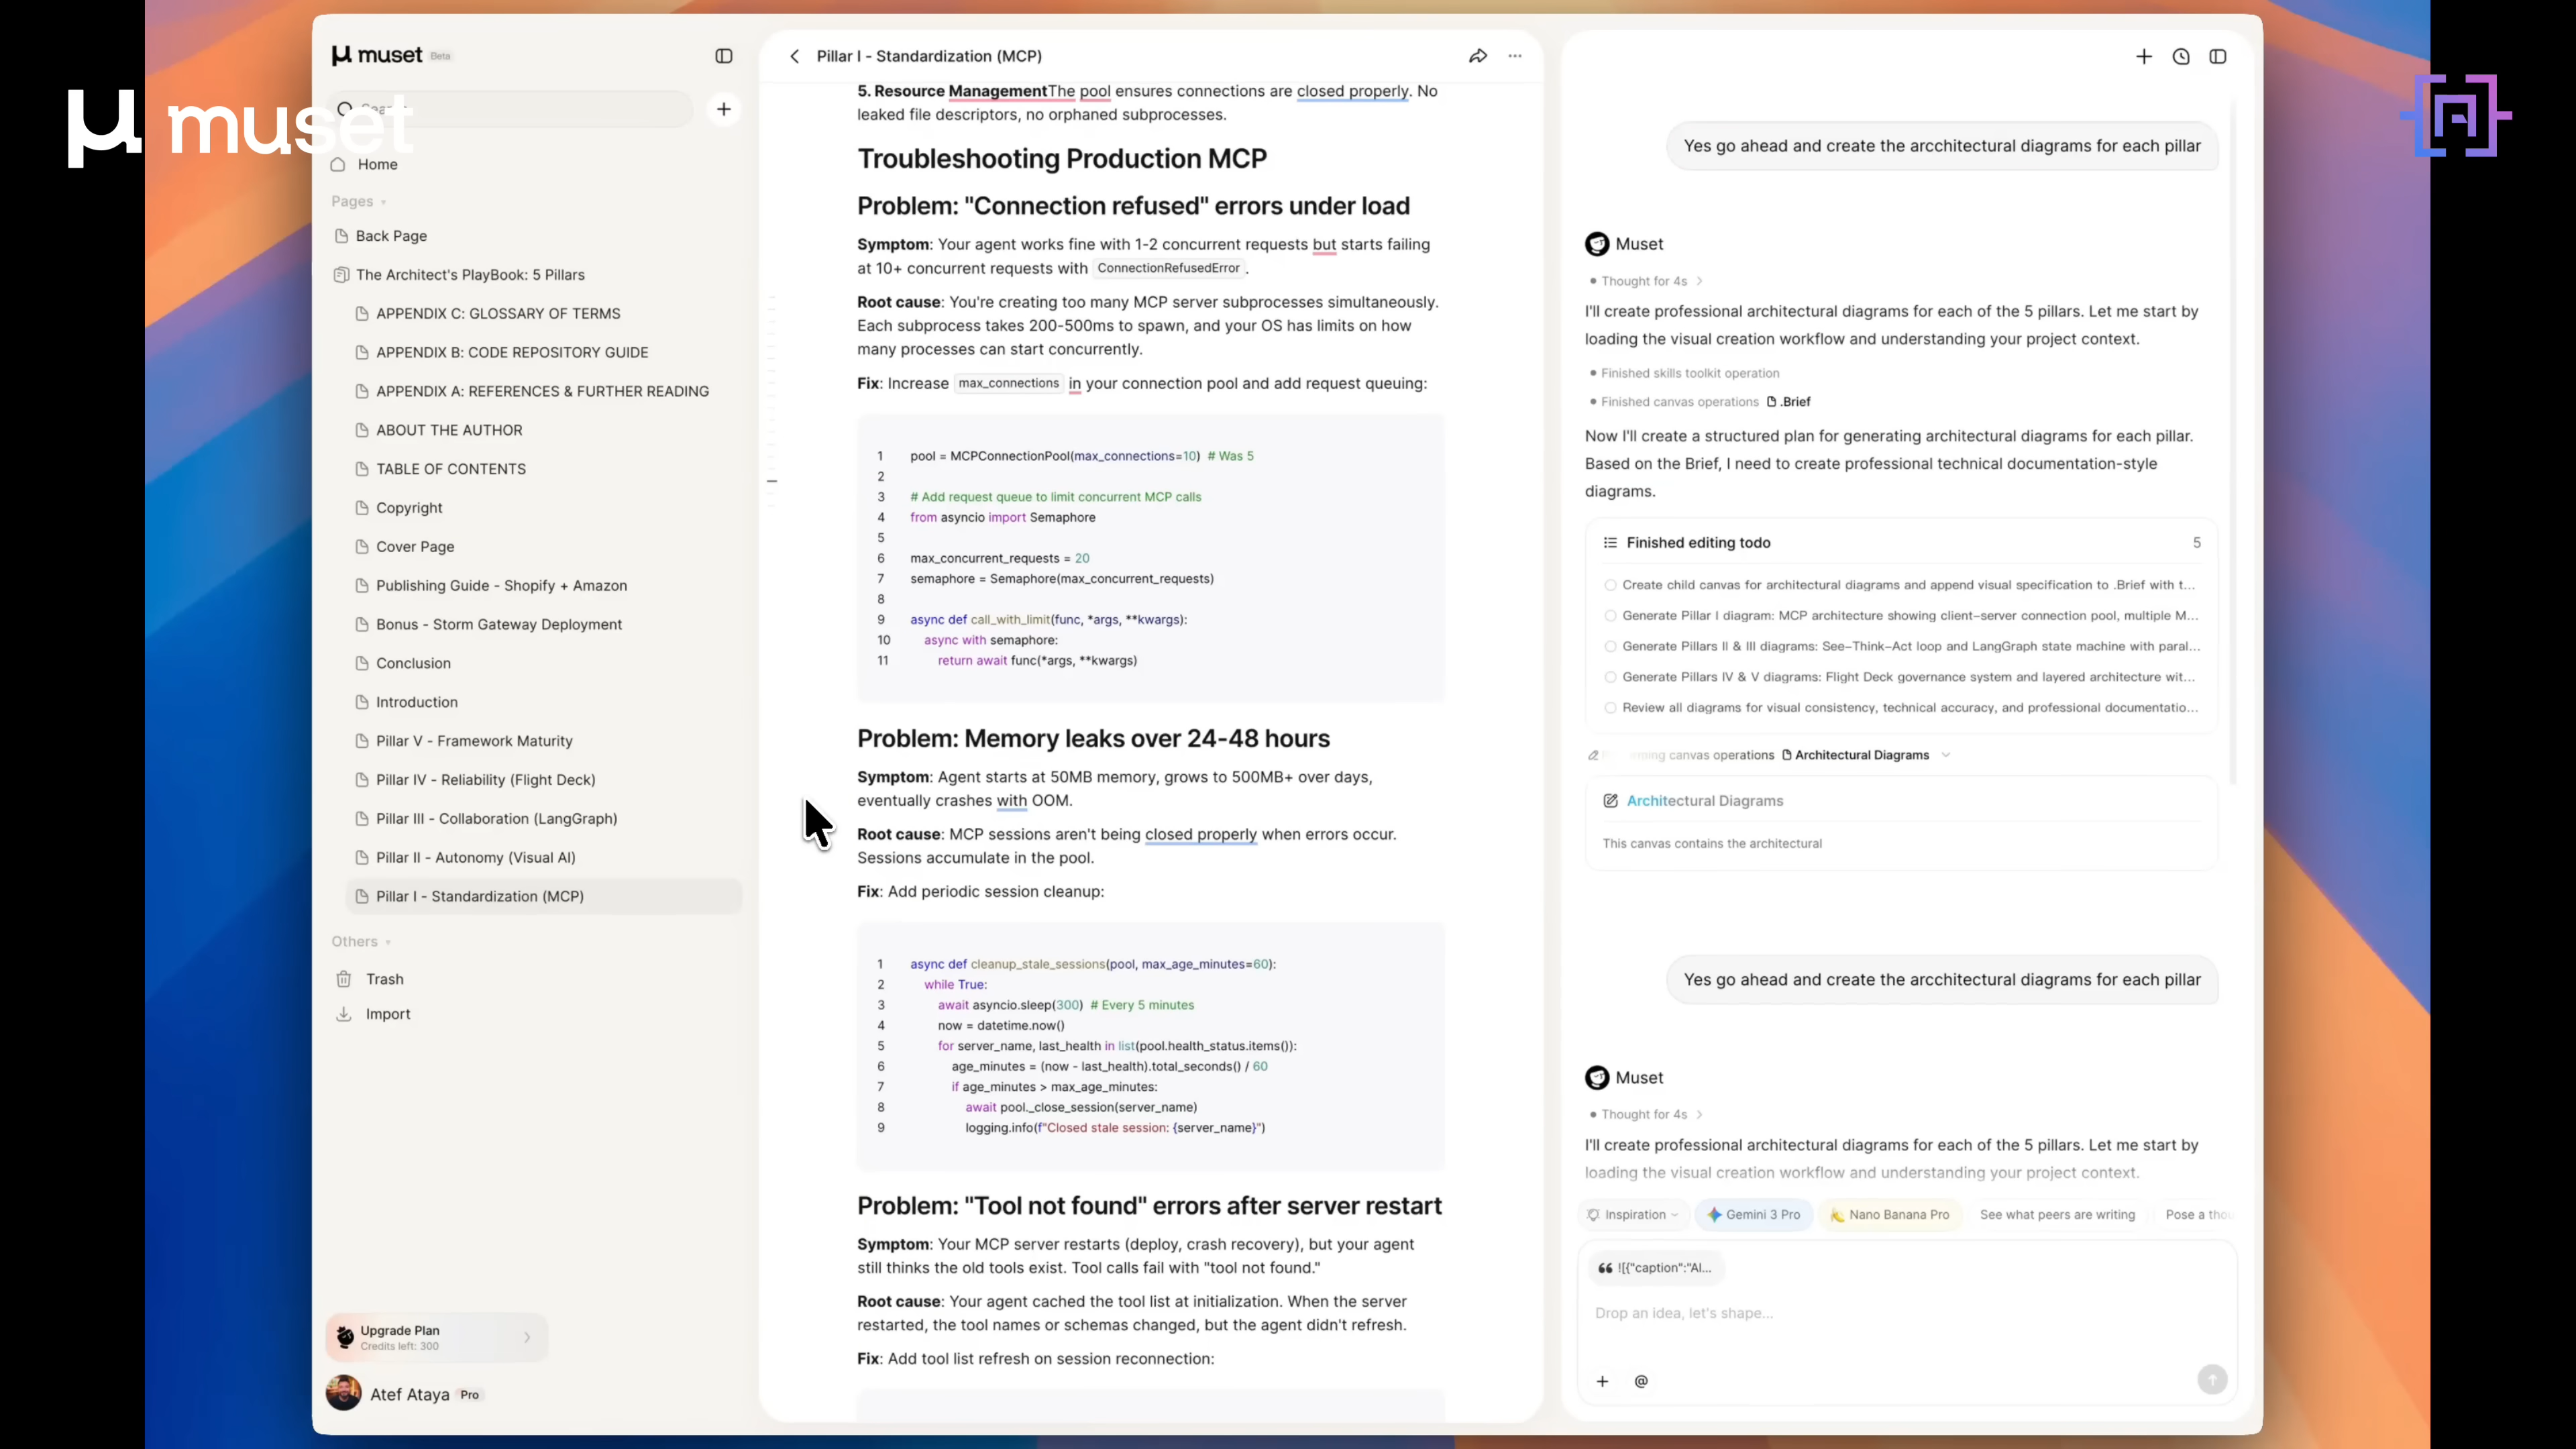 muset Beta
muset
Home
Pages
Back Page
The Architect's PlayBook: 5 Pillars
APPENDIX C: GLOSSARY OF TERMS
APPENDIX B: CODE REPOSITORY GUIDE
APPENDIX A: REFERENCES & FURTHER READING
ABOUT THE AUTHOR
TABLE OF CONTENTS
Copyright
Cover Page
Publishing Guide - Shopify + Amazon
Bonus - Storm Gateway Deployment
Conclusion
Introduction
Pillar V - Framework Maturity
Pillar IV - Reliability (Flight Deck)
Pillar III - Collaboration (LangGraph)
Pillar II - Autonomy (Visual AI)
Pillar I - Standardization (MCP)
Others
Trash
Import
Upgrade Plan
Credits left: 300
Atef Ataya Pro
Pillar I - Standardization (MCP)
5. Resource ManagementThe pool ensures connections are closed properly. No
leaked file descriptors, no orphaned subprocesses.
Troubleshooting Production MCP
Problem: "Connection refused" errors under load
Symptom: Your agent works fine with 1-2 concurrent requests but starts failing
at 10+ concurrent requests with ConnectionRefusedError.
Root cause: You're creating too many MCP server subprocesses simultaneously.
Each subprocess takes 200-500ms to spawn, and your OS has limits on how
many processes can start concurrently.
Fix: Increase max_connections in your connection pool and add request queuing:
1 pool = MCPConnectionPool(max_connections=10) # Was 5
2
3 # Add request queue to limit concurrent MCP calls
4 from asyncio import Semaphore
5
6 max_concurrent_requests = 20
7 semaphore = Semaphore(max_concurrent_requests)
8
9 async def call_with_limit(func, *args, **kwargs):
10 async with semaphore:
11 return await func(*args, **kwargs)
Problem: Memory leaks over 24-48 hours
Symptom: Agent starts at 50MB memory, grows to 500MB+ over days,
eventually crashes with OOM.
Root cause: MCP sessions aren't being closed properly when errors occur.
Sessions accumulate in the pool.
Fix: Add periodic session cleanup:
1 async def cleanup_stale_sessions(pool, max_age_minutes=60):
2 while True:
3 await asyncio.sleep(300) # Every 5 minutes
4 now = datetime.now()
5 for server_name, last_health in list(pool.health_status.items()):
6 age_minutes = (now - last_health).total_seconds() / 60
7 if age_minutes > max_age_minutes:
8 await pool._close_session(server_name)
9 logging.info(f"Closed stale session: {server_name}")
Problem: "Tool not found" errors after server restart
Symptom: Your MCP server restarts (deploy, crash recovery), but your agent
still thinks the old tools exist. Tool calls fail with "tool not found."
Root cause: Your agent cached the tool list at initialization. When the server
restarted, the tool names or schemas changed, but the agent didn't refresh.
Fix: Add tool list refresh on session reconnection:
Yes go ahead and create the arcchitectural diagrams for each pillar
Muset
Thought for 4s
I'll create professional architectural diagrams for each of the 5 pillars. Let me start by
loading the visual creation workflow and understanding your project context.
Finished skills toolkit operation
Finished canvas operations .Brief
Now I'll create a structured plan for generating architectural diagrams for each pillar.
Based on the Brief, I need to create professional technical documentation-style
diagrams.
Finished editing todo 5
Create child canvas for architectural diagrams and append visual specification to .Brief with t...
Generate Pillar I diagram: MCP architecture showing client-server connection pool, multiple M...
Generate Pillars II & III diagrams: See-Think-Act loop and LangGraph state machine with paral...
Generate Pillars IV & V diagrams: Flight Deck governance system and layered architecture wit...
Review all diagrams for visual consistency, technical accuracy, and professional documentatio...
canvas operations Architectural Diagrams
Architectural Diagrams
This canvas contains the architectural
Yes go ahead and create the arcchitectural diagrams for each pillar
Muset
Thought for 4s
I'll create professional architectural diagrams for each of the 5 pillars. Let me start by
loading the visual creation workflow and understanding your project context.
Inspiration Gemini 3 Pro Nano Banana Pro See what peers are writing Pose a thou
![{"caption":"AI...
Drop an idea, let's shape...
@